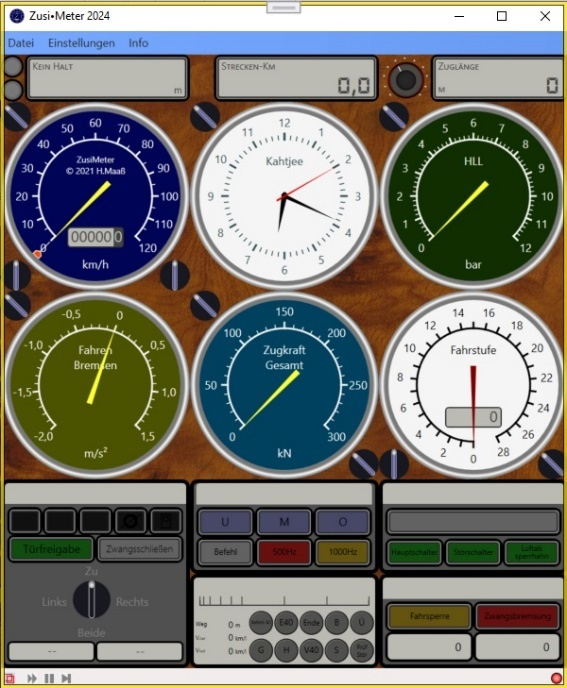 Zusi•Meter 2024
Datei Einstellungen Info
Kein Halt
m
Strecken-Km
0,0
Zuglänge
M 0
0 10 20 30 40 50 60 70 80 90 100 110 120
ZusiMeter
© 2021 H.Maaß
00000 0
km/h
12 1 2 3 4 5 6 7 8 9 10 11
Kahtjee
0 1 2 3 4 5 6 7 8 9 10 11 12
HLL
bar
-2,0 -1,5 -1,0 -0,5 0 0,5 1,0 1,5
Fahren
Bremsen
m/s²
0 50 100 150 200 250 300
Zugkraft
Gesamt
kN
0 2 4 6 8 10 12 14 16 18 20 22 24 26 28
Fahrstufe
0
Türfreigabe Zwangsschließen
Zu
Links Rechts
Beide
-- --
U M O
Befehl 500Hz 1000Hz
Weg 0 m
0 km/h
0 km/h
E40 Ende B Ü
G H V40 S
Hauptschalter Störschalter Luftab
sperrhahn
Fahrsperre Zwangsbremsung
0 0